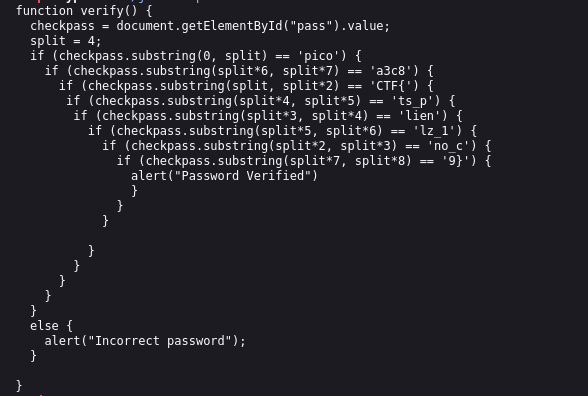 function verify() {
checkpass = document.getElementById("pass").value;
split = 4;
if (checkpass.substring(0, split) == 'pico') {
if (checkpass.substring(split*6, split*7) == 'a3c8') {
if (checkpass.substring(split, split*2) == 'CTF{') {
if (checkpass.substring(split*4, split*5) == 'ts_p') {
if (checkpass.substring(split*3, split*4) == 'lien') {
if (checkpass.substring(split*5, split*6) == 'lz_1') {
if (checkpass.substring(split*2, split*3) == 'no_c') {
if (checkpass.substring(split*7, split*8) == '9}') {
alert("Password Verified")
}
}
}
}
}
}
}
}
else {
alert("Incorrect password");
}
}